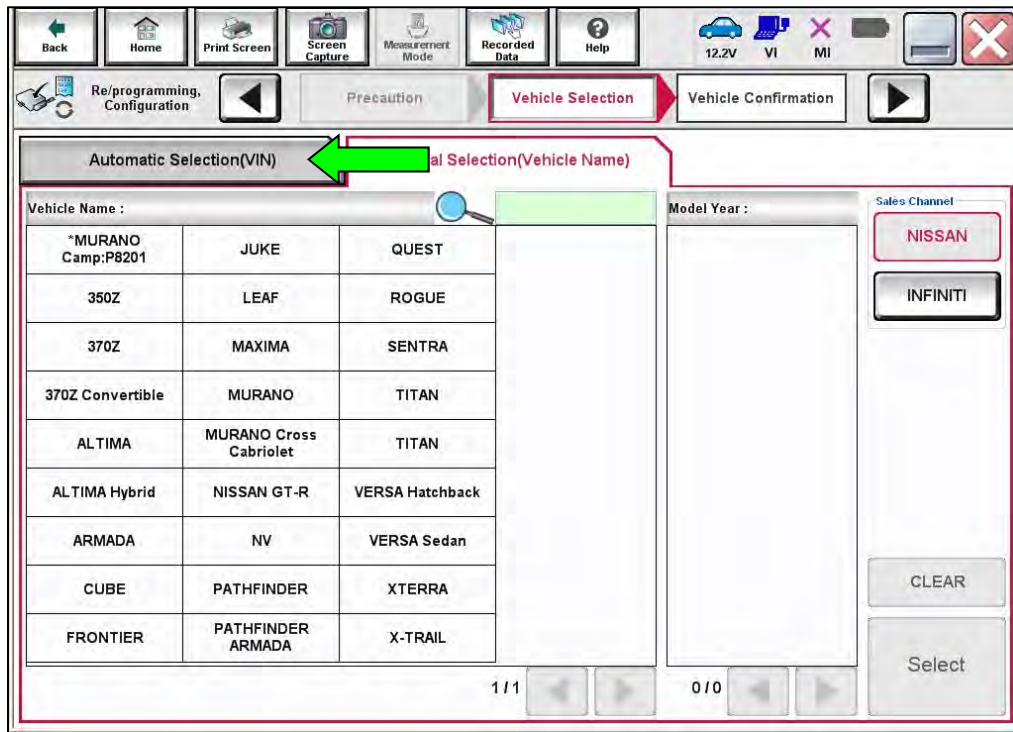 Back
Home
Print Screen
Screen
Capture
Measurement
Mode
Recorded
Data
Help
12.2V
VI
MI
Re/programming,
Configuration
Precaution
Vehicle Selection
Vehicle Confirmation
Automatic Selection(VIN)
al Selection(Vehicle Name)
Vehicle Name :
Model Year :
Sales Channel
*MURANO
Camp:P8201
JUKE
QUEST
NISSAN
350Z
LEAF
ROGUE
INFINITI
370Z
MAXIMA
SENTRA
370Z Convertible
MURANO
TITAN
ALTIMA
MURANO Cross
Cabriolet
TITAN
ALTIMA Hybrid
NISSAN GT-R
VERSA Hatchback
ARMADA
NV
VERSA Sedan
CUBE
PATHFINDER
XTERRA
CLEAR
FRONTIER
PATHFINDER
ARMADA
X-TRAIL
Select
1/1
0/0